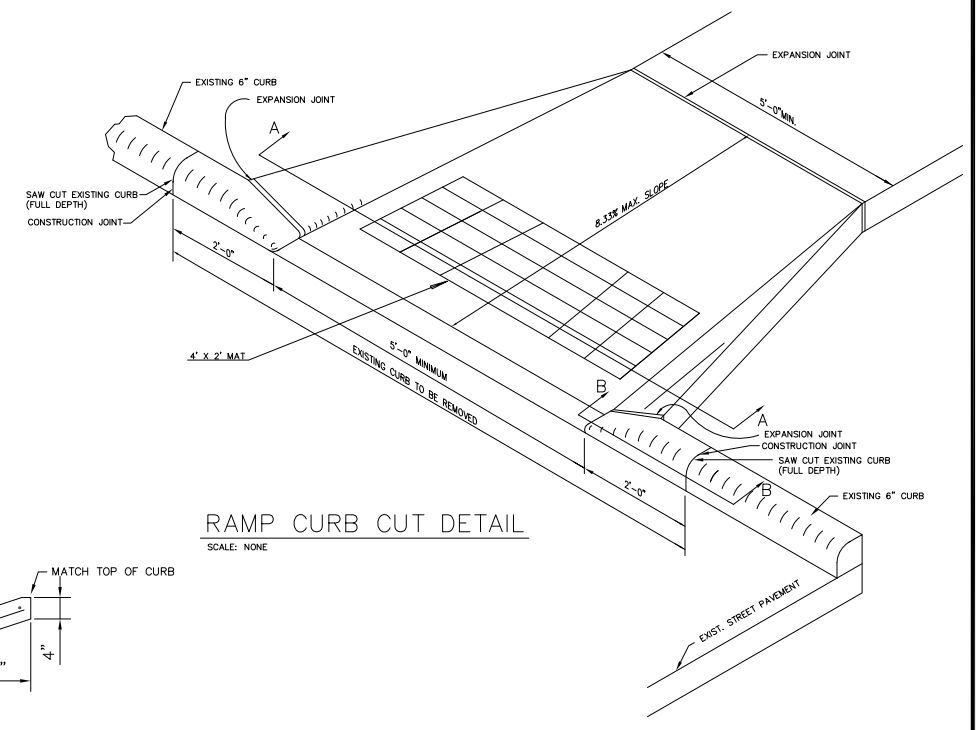 EXPANSION JOINT
EXISTING 6" CURB
EXPANSION JOINT
A
5'-0"MIN.
SAW CUT EXISTING CURB
(FULL DEPTH)
CONSTRUCTION JOINT
8.33% MAX. SLOPE
2'-0"
4' X 2' MAT
5'-0" MINIMUM
EXISTING CURB TO BE REMOVED
B
A
EXPANSION JOINT
CONSTRUCTION JOINT
SAW CUT EXISTING CURB
(FULL DEPTH)
B
2'-0"
EXISTING 6" CURB
RAMP CURB CUT DETAIL
SCALE: NONE
MATCH TOP OF CURB
4"
"
EXIST. STREET PAVEMENT